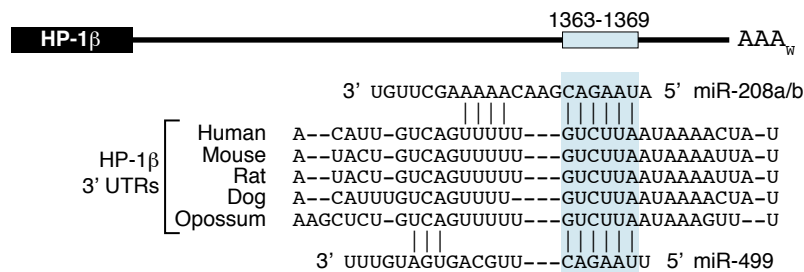 1363-1369
HP-1β AAAw
3' UGUUCGAAAAACAAGCAGAAUA 5' miR-208a/b
HP-1β
3' UTRs
Human A--CAUU-GUCAGUUUUU---GUCUUAAUAAAACUA-U
Mouse A--UACU-GUCAGUUUUU---GUCUUAAUAAAAUUA-U
Rat A--UACU-GUCAGUUUUU---GUCUUAAUAAAAUUA-U
Dog A--CAUUUGUCAGUUUU----GUCUUAAUAAAACUA-U
Opossum AAGCUCU-GUCAGUUUUU---GUCUUAAUAAAGUU--U
3' UUUGUAGUGACGUU---CAGAAUU 5' miR-499